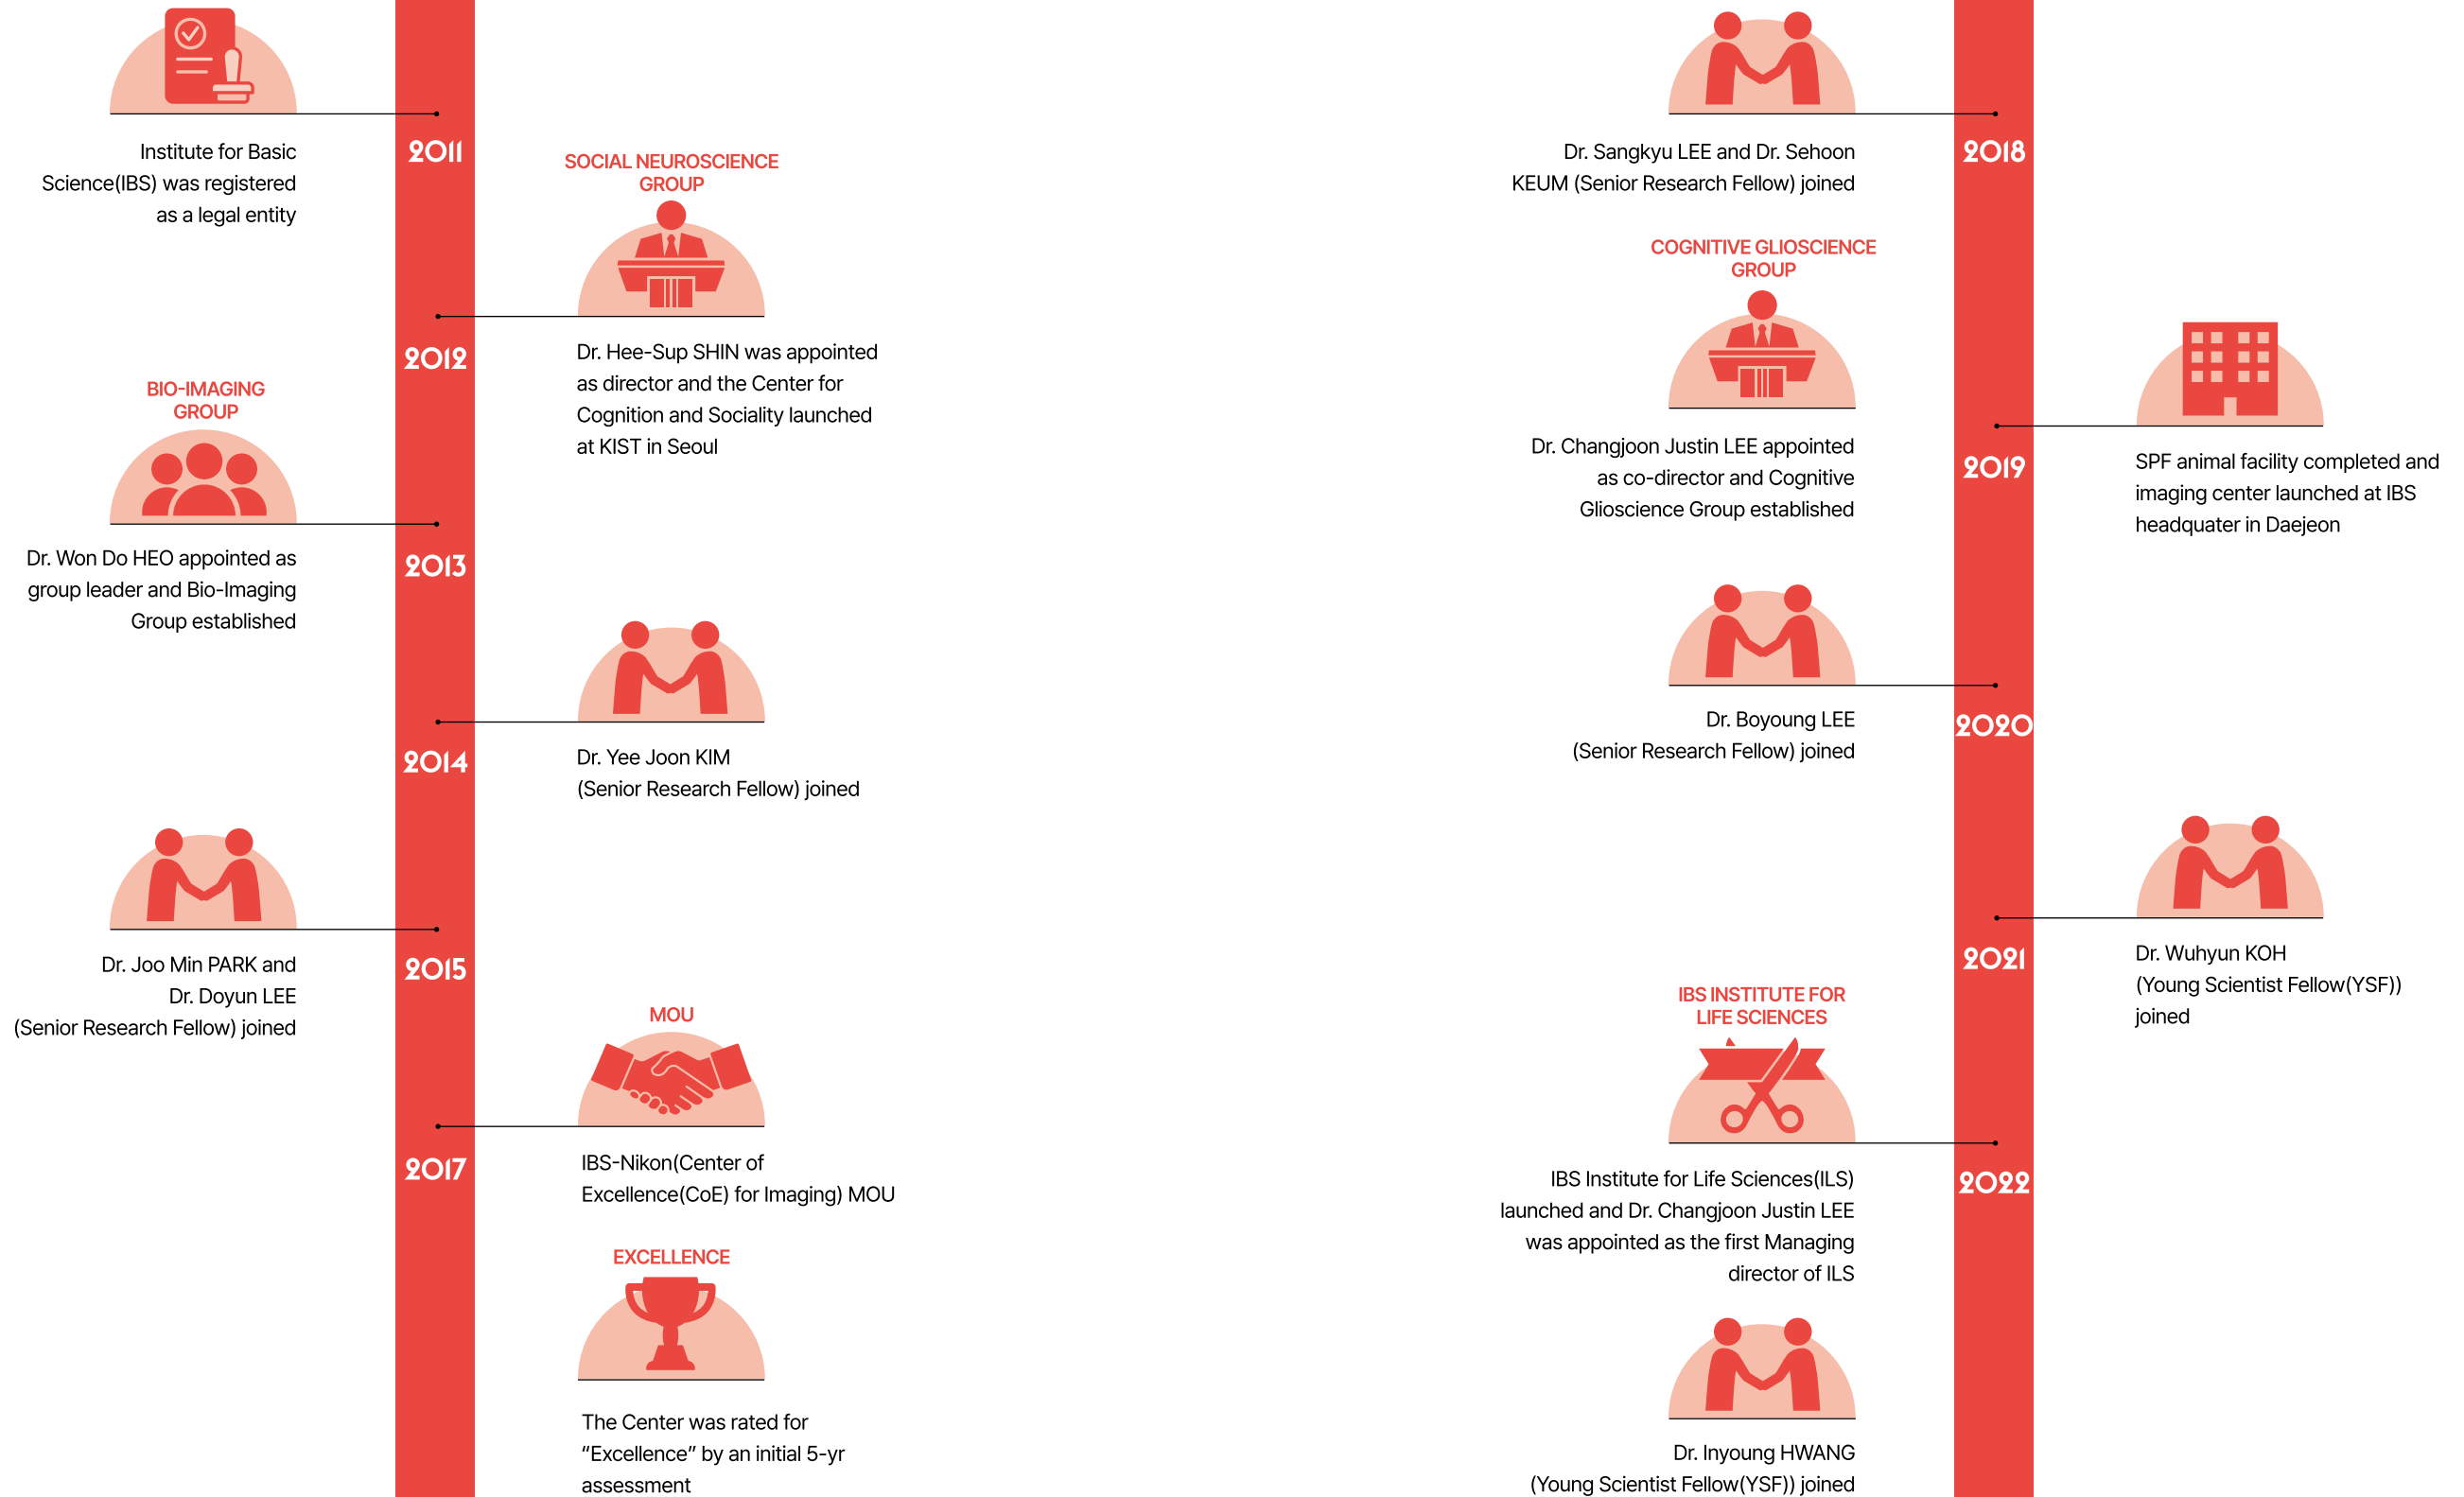 2011
Institute for Basic
Science(IBS) was registered
as a legal entity
SOCIAL NEUROSCIENCE
GROUP
2012
Dr. Hee-Sup SHIN was appointed
as director and the Center for
Cognition and Sociality launched
at KIST in Seoul
BIO-IMAGING
GROUP
2013
Dr. Won Do HEO appointed as
group leader and Bio-Imaging
Group established
2014
Dr. Yee Joon KIM
(Senior Research Fellow) joined
2015
Dr. Joo Min PARK and
Dr. Doyun LEE
(Senior Research Fellow) joined
MOU
2017
IBS-Nikon(Center of
Excellence(CoE) for Imaging) MOU
EXCELLENCE
The Center was rated for
“Excellence” by an initial 5-yr
assessment
2018
Dr. Sangkyu LEE and Dr. Sehoon
KEUM (Senior Research Fellow) joined
COGNITIVE GLIOSCIENCE
GROUP
Dr. Changjoon Justin LEE appointed
as co-director and Cognitive
Glioscience Group established
2019
SPF animal facility completed and
imaging center launched at IBS
headquater in Daejeon
2020
Dr. Boyoung LEE
(Senior Research Fellow) joined
2021
Dr. Wuhyun KOH
(Young Scientist Fellow(YSF))
joined
IBS INSTITUTE FOR
LIFE SCIENCES
2022
IBS Institute for Life Sciences(ILS)
launched and Dr. Changjoon Justin LEE
was appointed as the first Managing
director of ILS
Dr. Inyoung HWANG
(Young Scientist Fellow(YSF)) joined